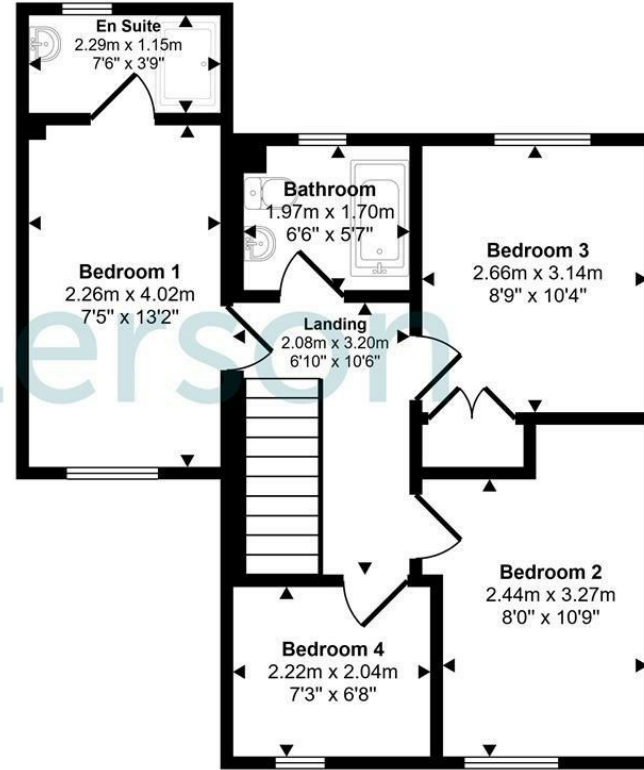 En Suite
2.29m x 1.15m
7'6" x 3'9"
Bathroom
1.97m x 1.70m
6'6" x 5'7"
Bedroom 3
2.66m x 3.14m
8'9" x 10'4"
Bedroom 1
2.26m x 4.02m
7'5" x 13'2"
Landing
2.08m x 3.20m
6'10" x 10'6"
erson
Bedroom 2
2.44m x 3.27m
8'0" x 10'9"
Bedroom 4
2.22m x 2.04m
7'3" x 6'8"